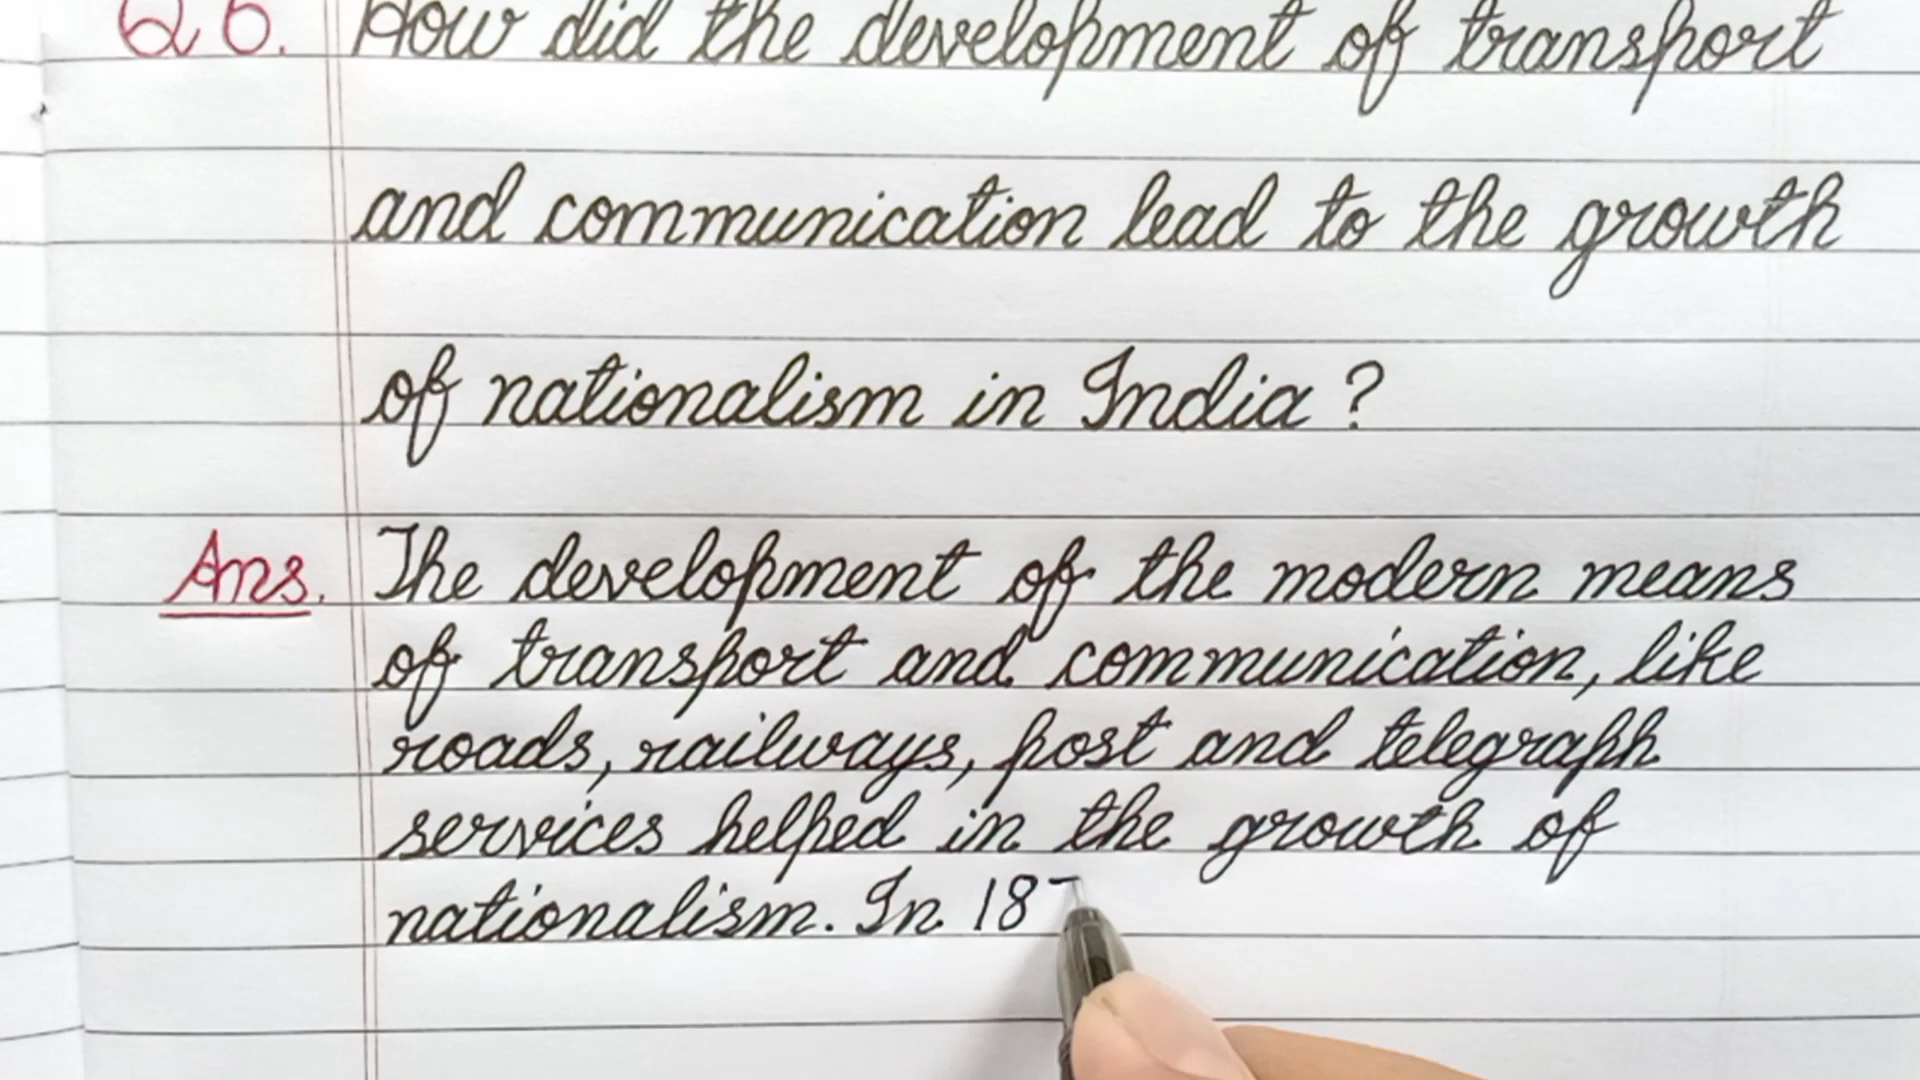 Q 6. How did the development of transport
and communication lead to the growth
of nationalism in India ?
Ans. The development of the modern means
of transport and communication, like
roads, railways, post and telegraph
services helped in the growth of
nationalism. In 18